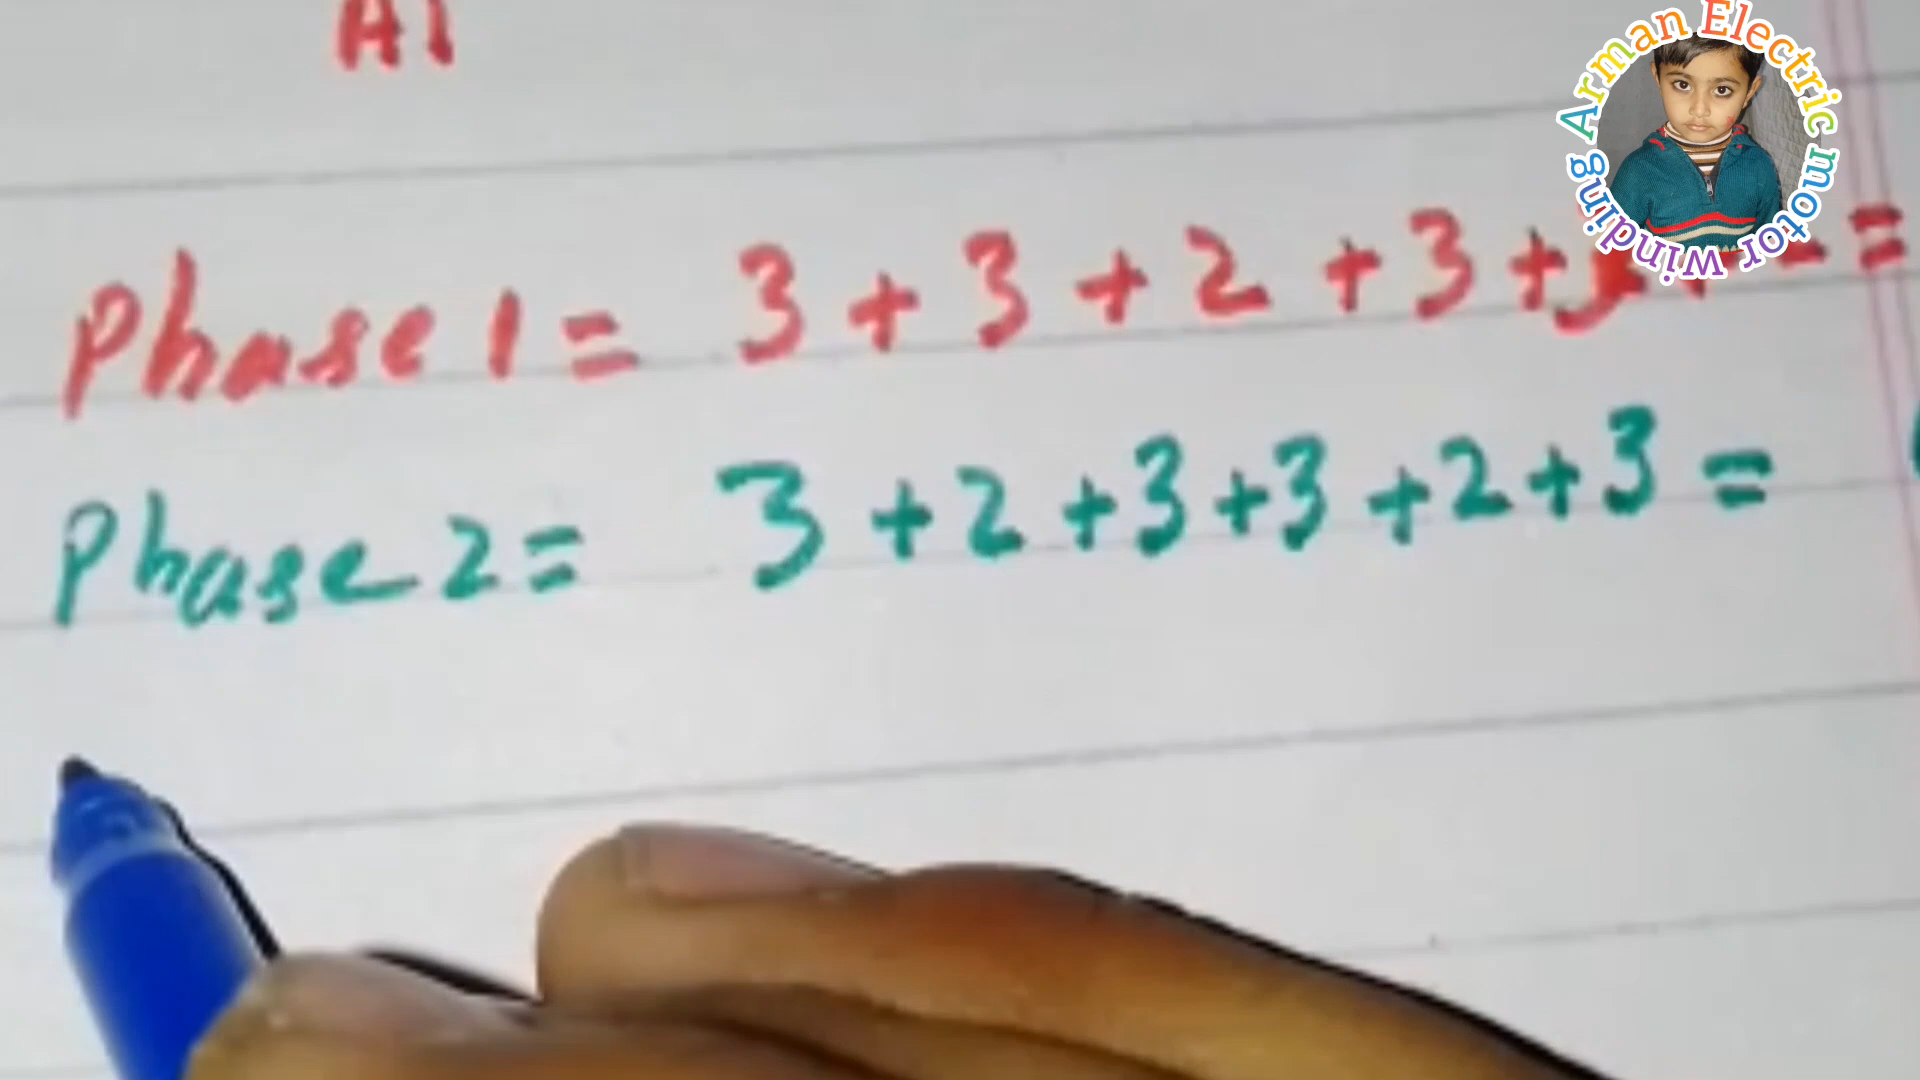 A1
Arman Electric motor winding
Phase 1 = 3 + 3 + 2 + 3 + =
Phase 2 = 3 + 2 + 3 + 3 + 2 + 3 =